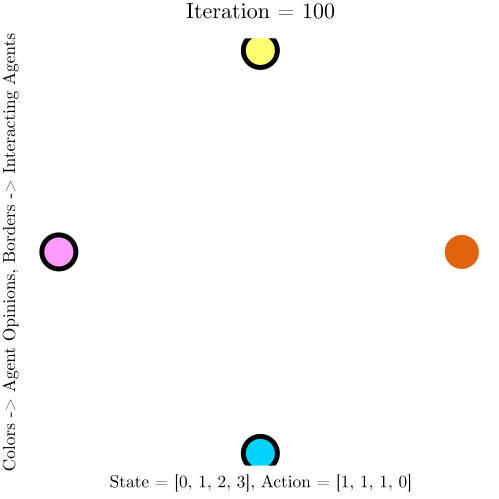 Iteration = 100
Colors -> Agent Opinions, Borders -> Interacting Agents
State = [0, 1, 2, 3], Action = [1, 1, 1, 0]